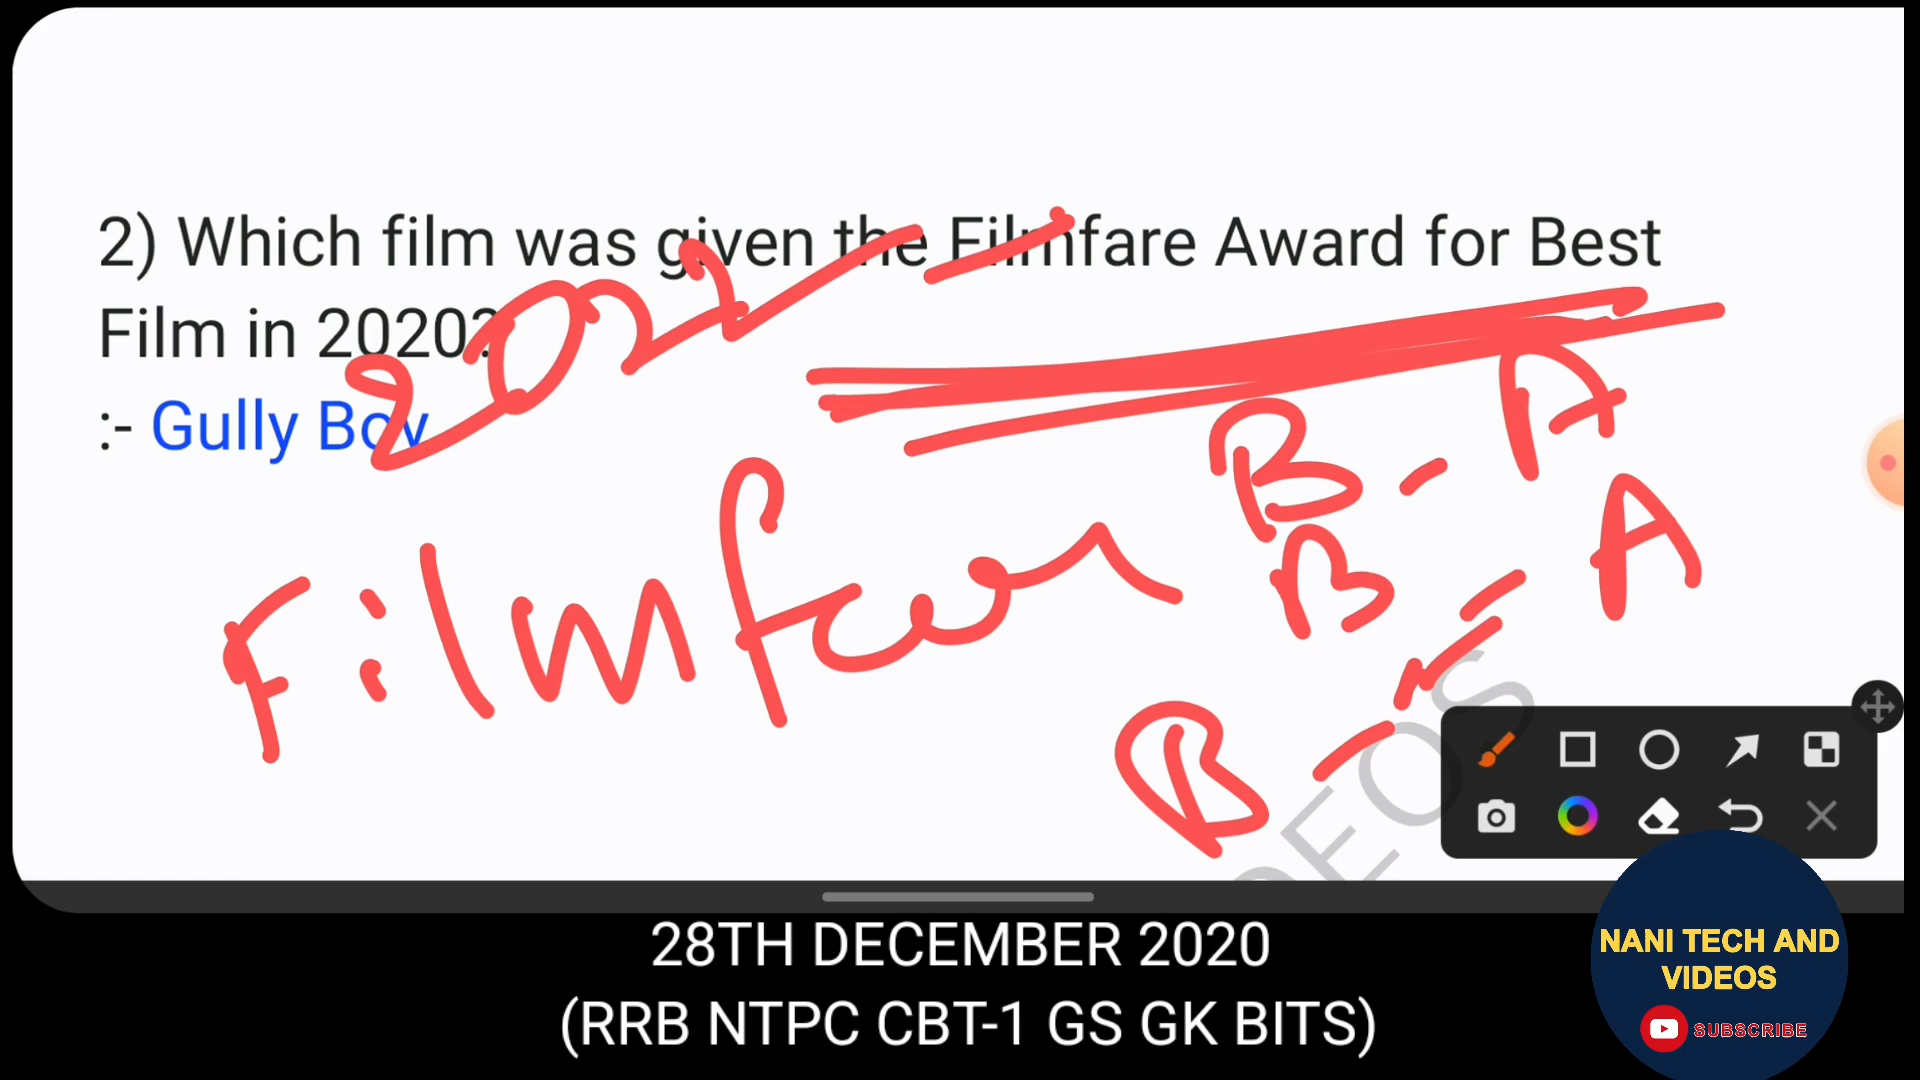 2) Which film was given the Filmfare Award for Best
Film in 2020?
:- Gully Boy
2022 -
Filmfare
B - A
B - A
B -
28TH DECEMBER 2020
(RRB NTPC CBT-1 GS GK BITS)
NANI TECH AND
VIDEOS
SUBSCRIBE